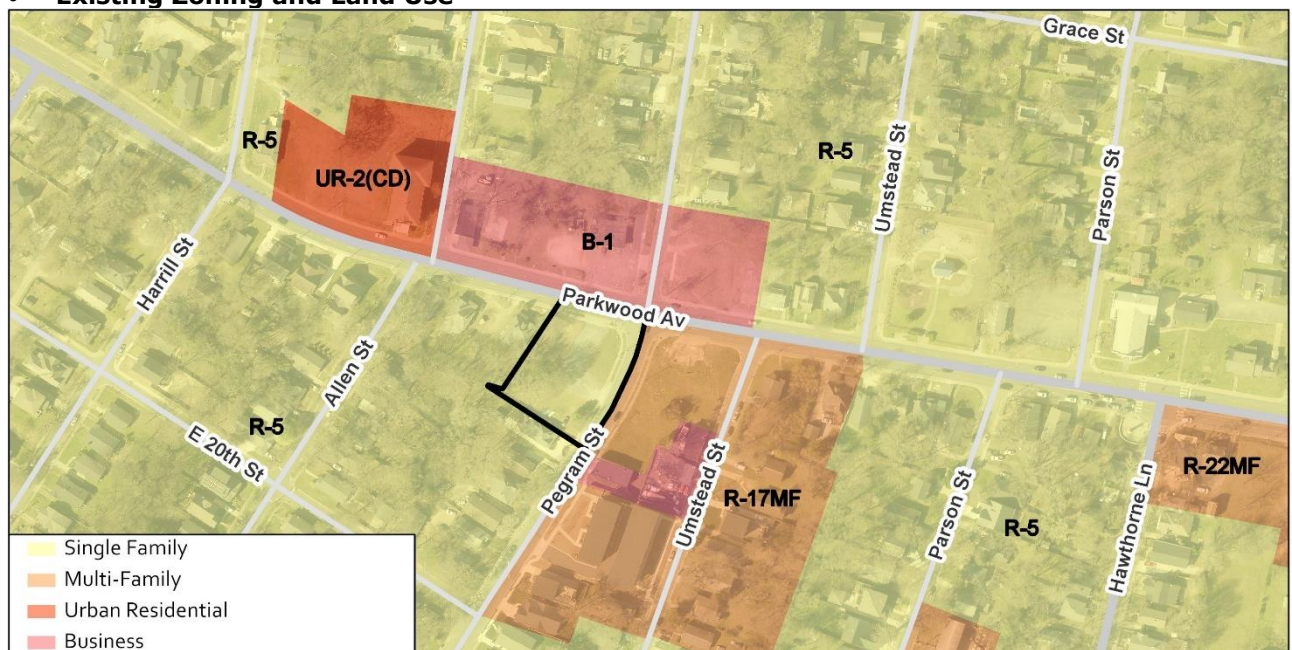 • Existing Zoning and Land Use
Grace St
R-5
UR-2(CD)
B-1
R-5
Umstead St
Parson St
Harrill St
Parkwood Av
Allen St
R-5
E 20th St
Pegram St
Umstead St
R-17MF
Parson St
R-5
Hawthorne Ln
R-22MF
Single Family
Multi-Family
Urban Residential
Business